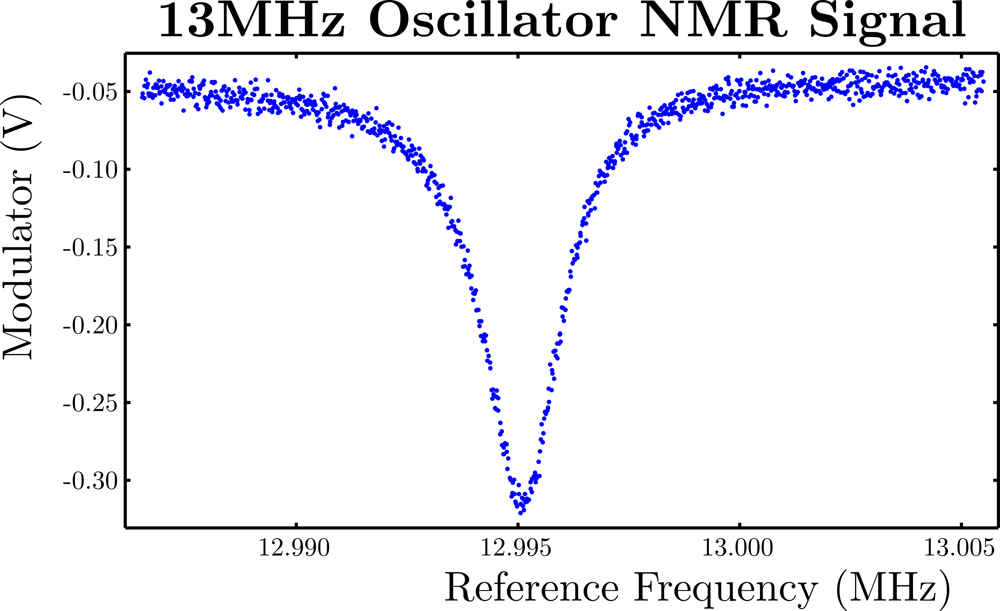 13MHz Oscillator NMR Signal
Modulator (V)
-0.05
-0.10
-0.15
-0.20
-0.25
-0.30
12.990 12.995 13.000 13.005
Reference Frequency (MHz)